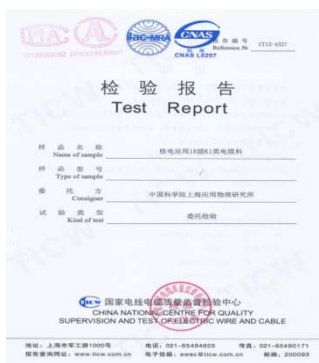 ilac-MRA
CNAS
报告编号
Reference № CT12-4327
CNAS L0207
检 验 报 告
Test Report
样 品 名 称
Name of sample 核电站用1E级K1类电缆料
样 品 型 号
Type of sample /
委 托 方
Consigner 中国科学院上海应用物理研究所
试 验 类 型
Kind of test 委托检验
国家电线电缆质量监督检验中心
CHINA NATIONAL CENTRE FOR QUALITY
SUPERVISION AND TEST OF ELECTRIC WIRE AND CABLE
地址：上海市军工路1000号 电话：021-65494605 传真：021-65490171
报告查询网址：www.ticw.com.cn 电子信箱：ewec@ticw.com.cn 邮编：200093